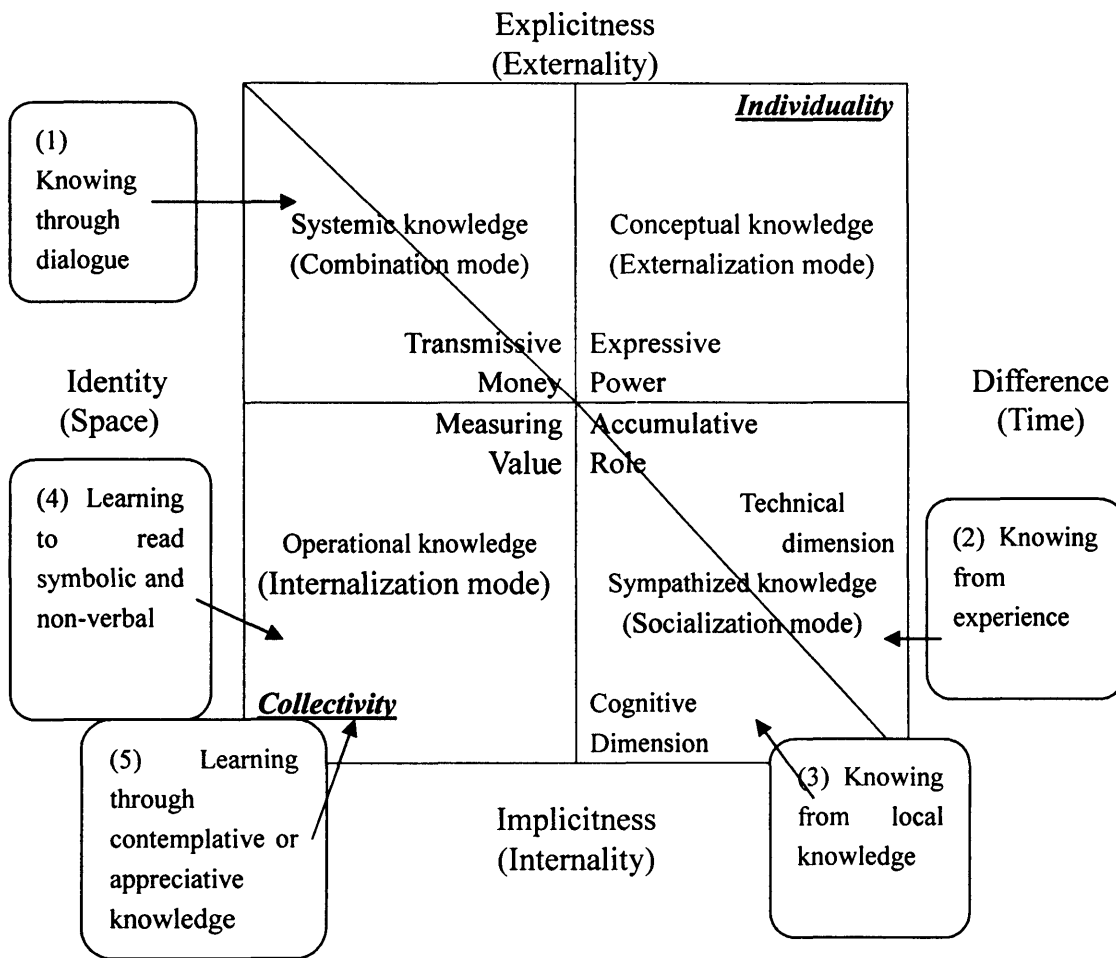 Explicitness
(Externality)
Individuality
(1)
Knowing
through
dialogue
Systemic knowledge
(Combination mode)
Conceptual knowledge
(Externalization mode)
Transmissive
Money
Expressive
Power
Identity
(Space)
Difference
(Time)
Measuring
Value
Accumulative
Role
(4) Learning
to read
symbolic and
non-verbal
Operational knowledge
(Internalization mode)
Technical
dimension
Sympathized knowledge
(Socialization mode)
(2) Knowing
from
experience
Collectivity
Cognitive
Dimension
(5) Learning
through
contemplative or
appreciative
knowledge
(3) Knowing
from local
knowledge
Implicitness
(Internality)